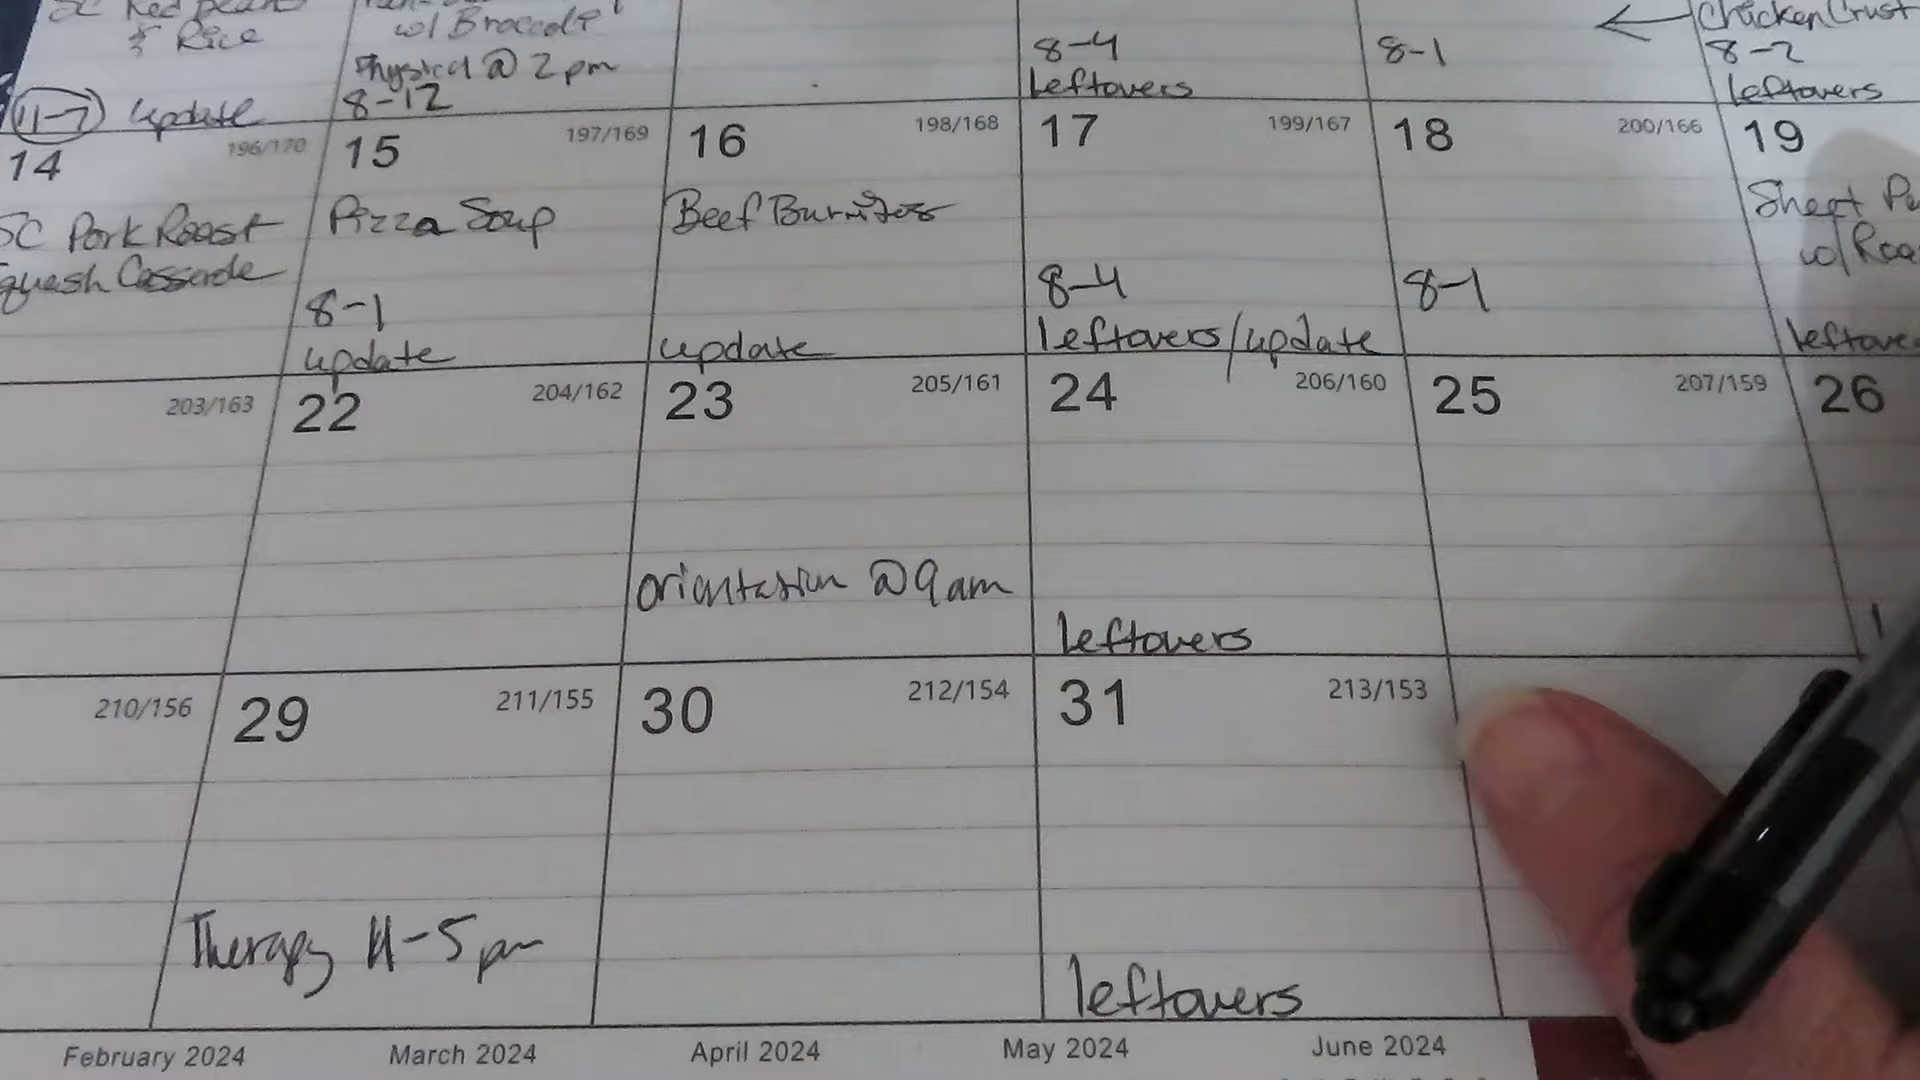 SC Red Beans
& Rice
11-7 update
w/ Broccoli
Physical @ 2pm
8-12
8-4
leftovers
8-1
Chicken Crust
8-2
leftovers
14 196/170
SC Pork Roast
Squash Casserole
15 197/169
Pizza Soup
8-1
update
16 198/168
Beef Burritos
update
17 199/167
8-4
leftovers/update
18 200/166
8-1
19
Sheet
w/
203/163
22 204/162
23 205/161
orientation @ 9am
24 206/160
leftovers
25 207/159
26
210/156
29 211/155
Therapy 4-5 pm
30 212/154
31 213/153
leftovers
February 2024 March 2024 April 2024 May 2024 June 2024